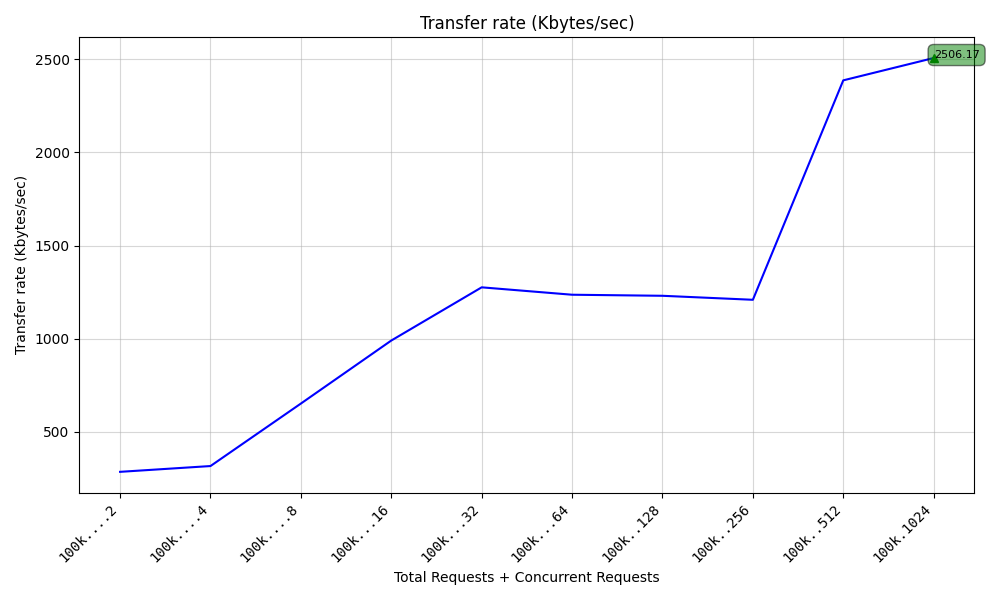 Transfer rate (Kbytes/sec)
2506.17
2500
2000
1500
1000
500
Transfer rate (Kbytes/sec)
100k....2
100k....4
100k....8
100k...16
100k...32
100k...64
100k..128
100k..256
100k..512
100k.1024
Total Requests + Concurrent Requests